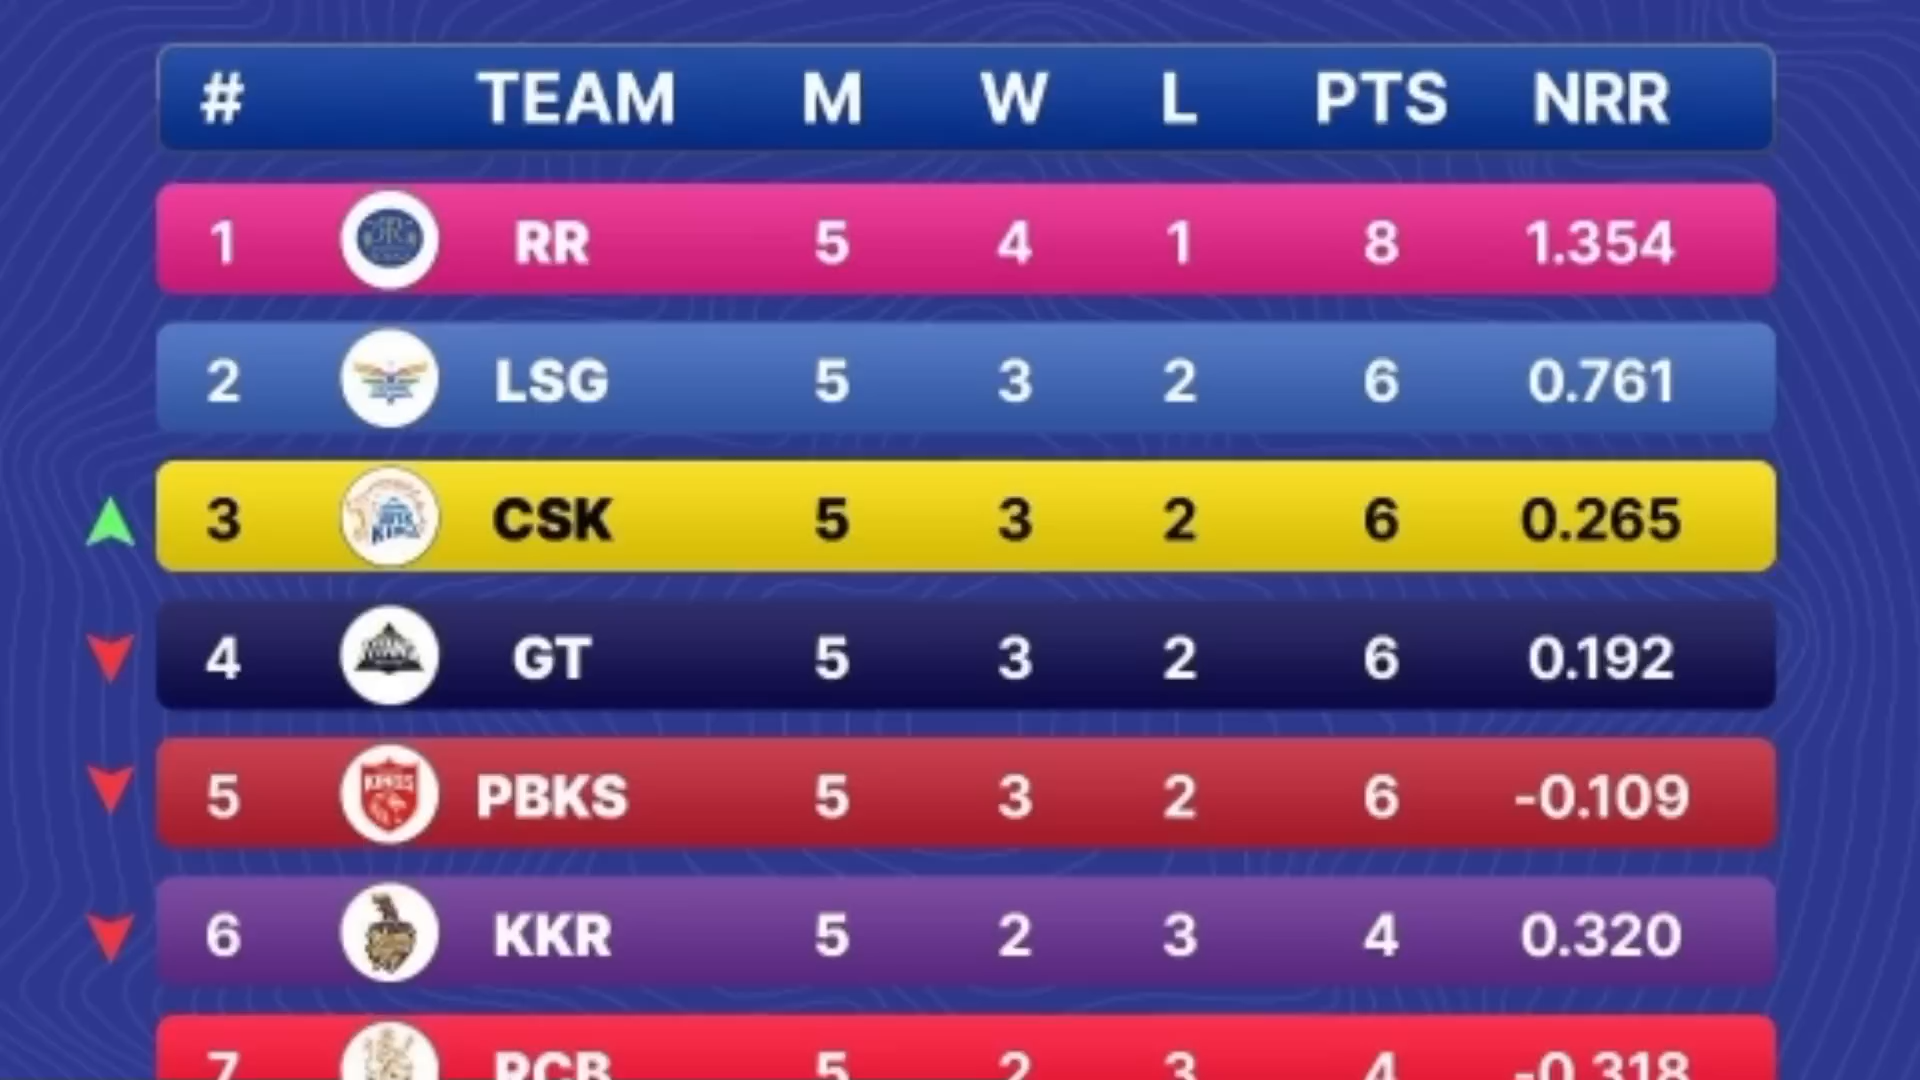 # TEAM M W L PTS NRR
1 RR 5 4 1 8 1.354
2 LSG 5 3 2 6 0.761
3 CSK 5 3 2 6 0.265
4 GT 5 3 2 6 0.192
5 PBKS 5 3 2 6 -0.109
6 KKR 5 2 3 4 0.320
7 RCB 5 2 3 4 -0.318